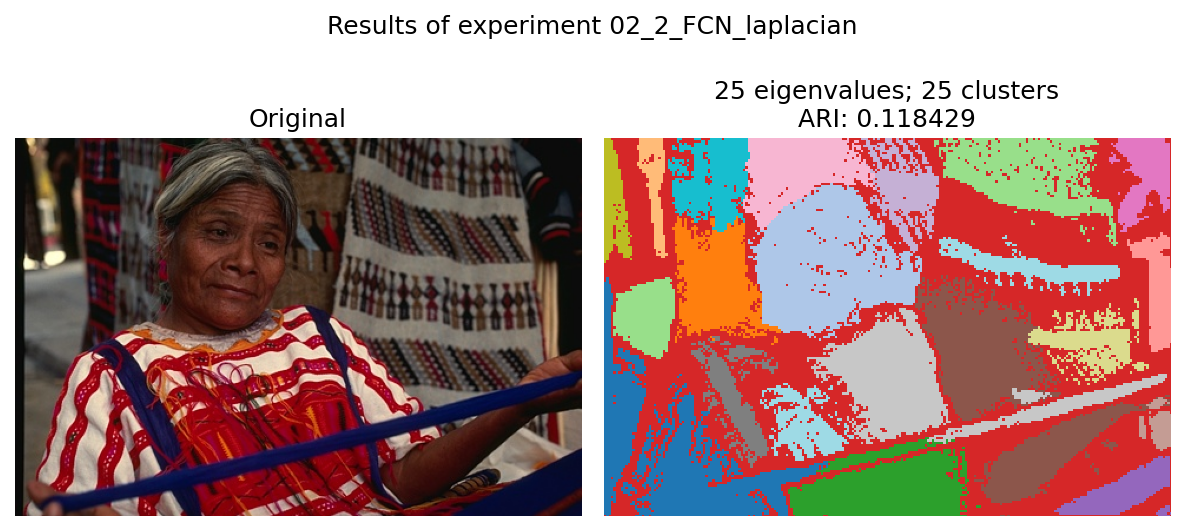 Results of experiment 02_2_FCN_laplacian
Original
25 eigenvalues; 25 clusters
ARI: 0.118429